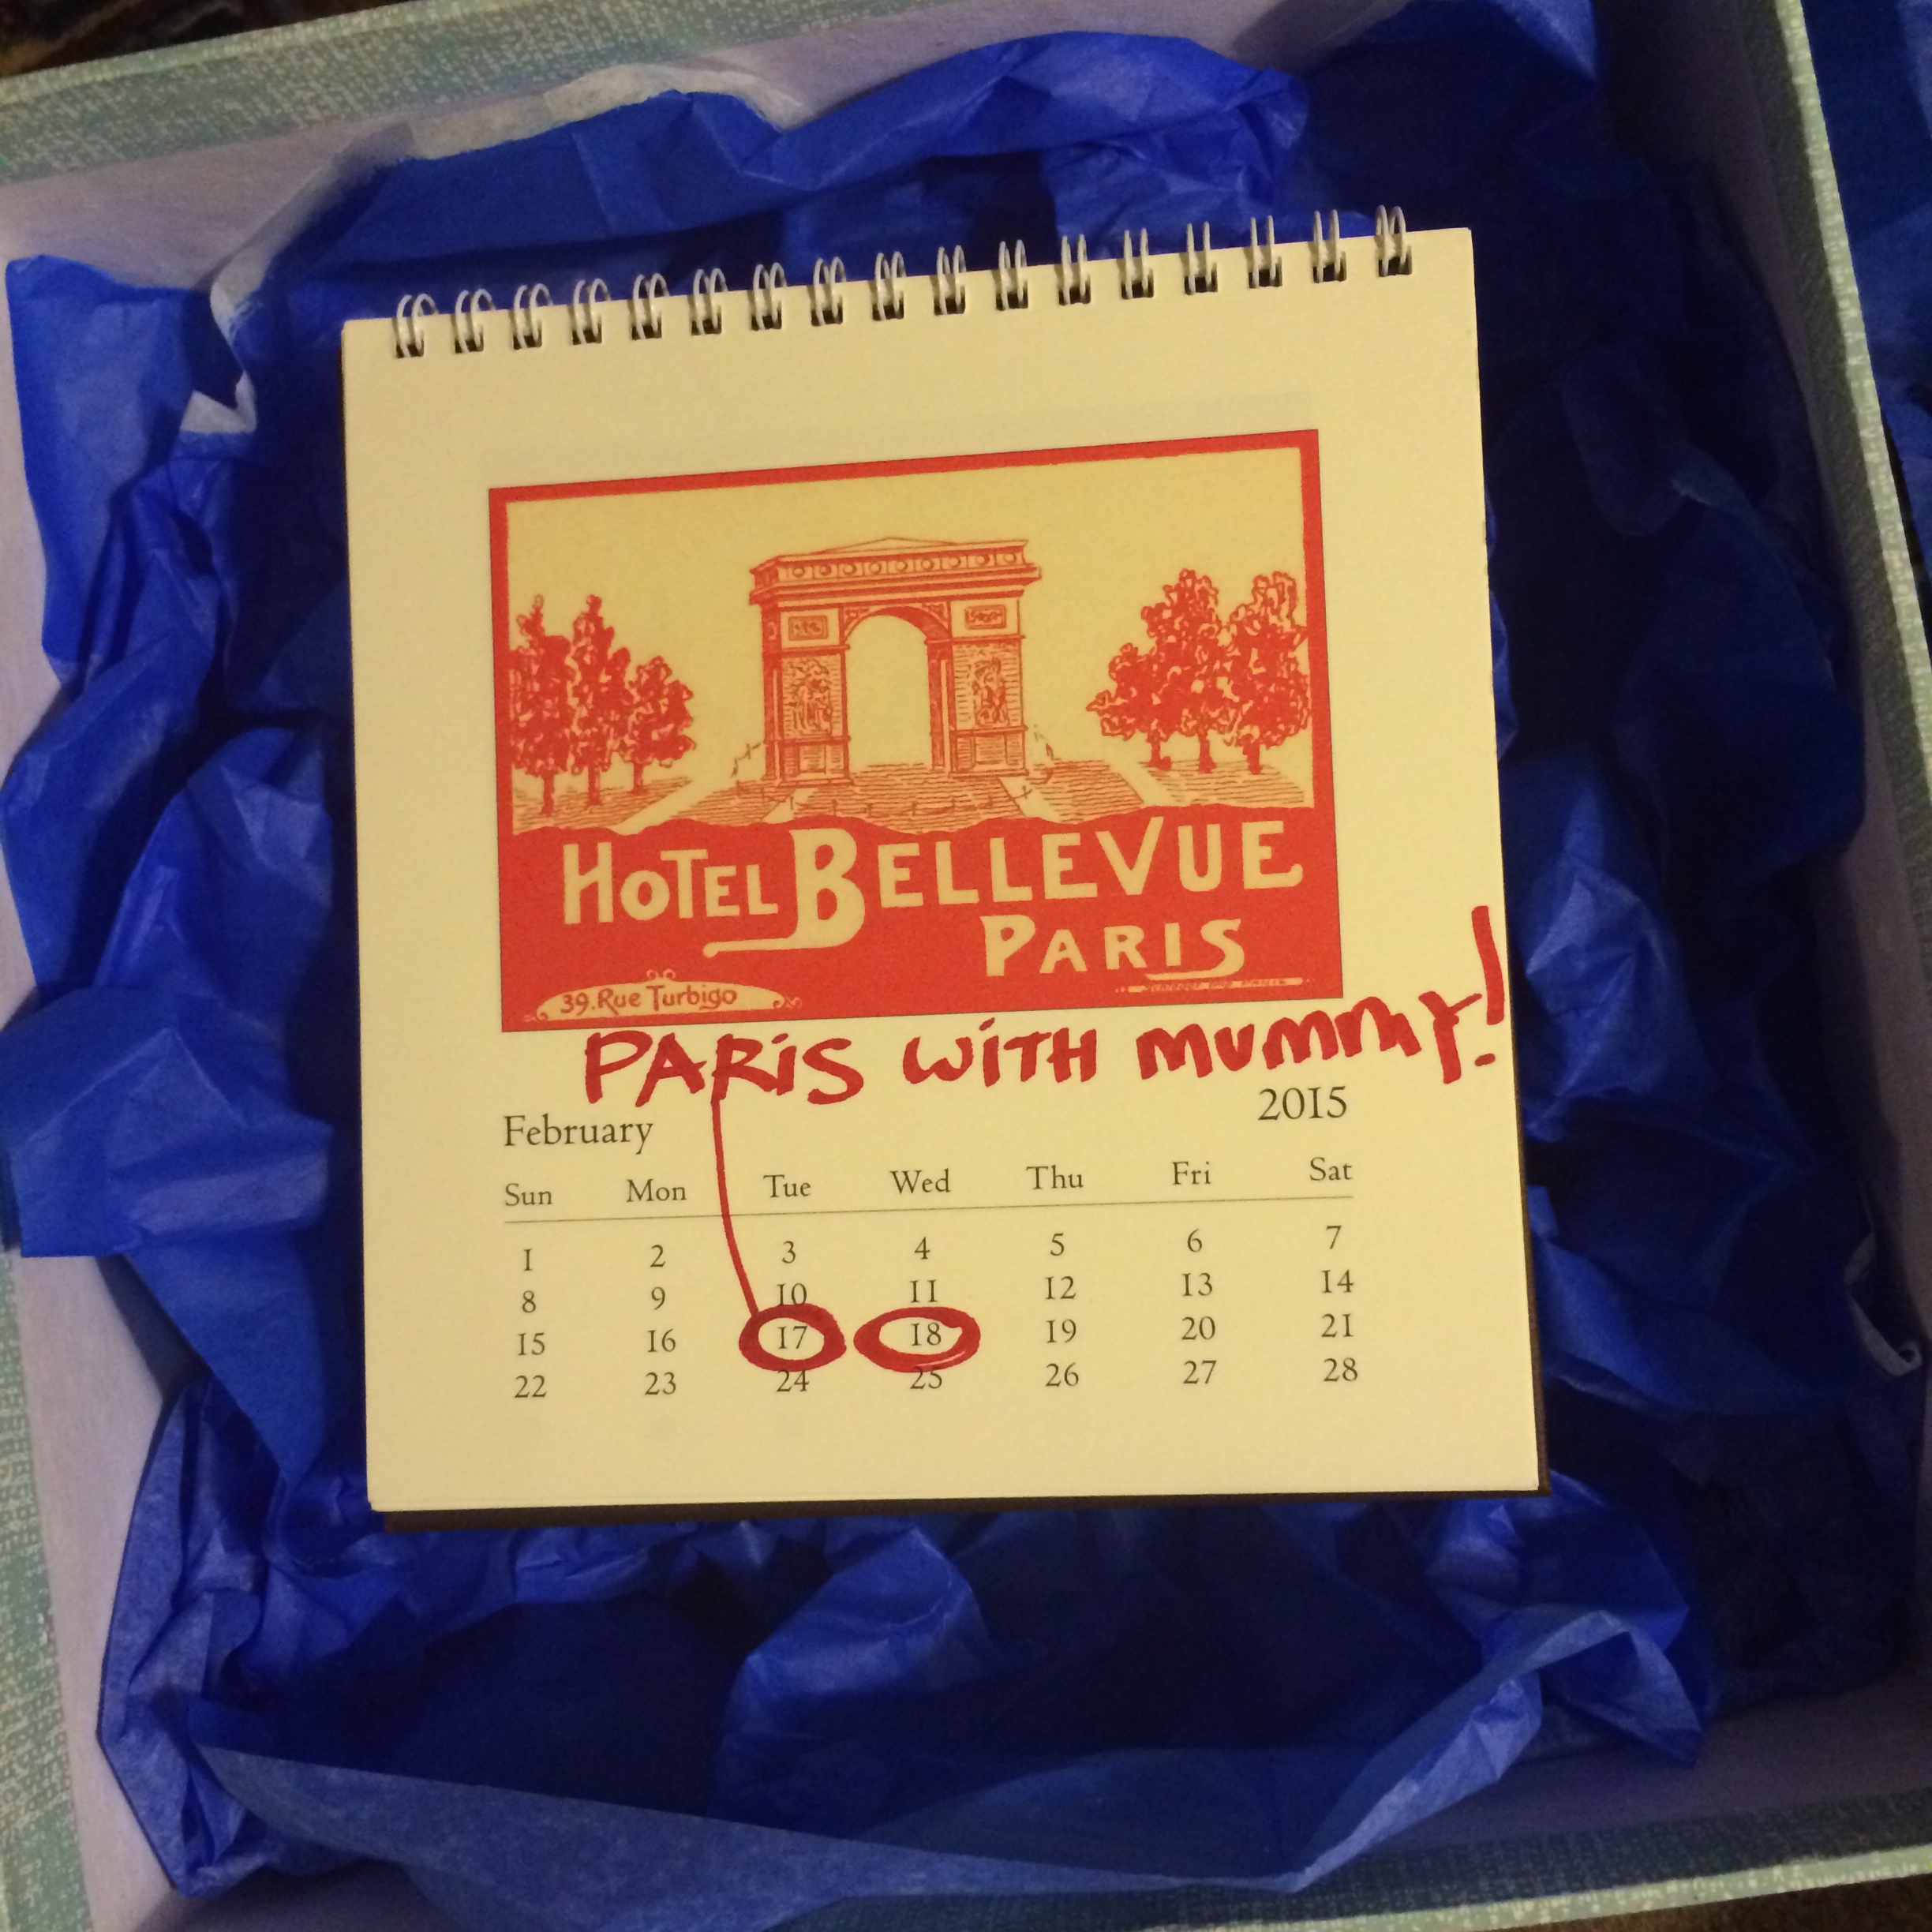 HOTEL BELLEVUE
PARIS
39.Rue Turbigo
PARIS WITH MUMMY!
February 2015
Sun Mon Tue Wed Thu Fri Sat
1 2 3 4 5 6 7
8 9 10 11 12 13 14
15 16 17 18 19 20 21
22 23 24 25 26 27 28